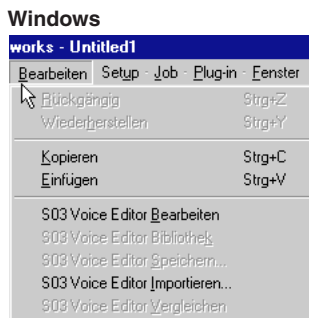 Windows
works - Untitled1
Bearbeiten Setup Job Plug-in Fenster
Rückgängig Strg+Z
Wiederherstellen Strg+Y
Kopieren Strg+C
Einfügen Strg+V
S03 Voice Editor Bearbeiten
S03 Voice Editor Bibliothek
S03 Voice Editor Speichern...
S03 Voice Editor Importieren...
S03 Voice Editor Vergleichen